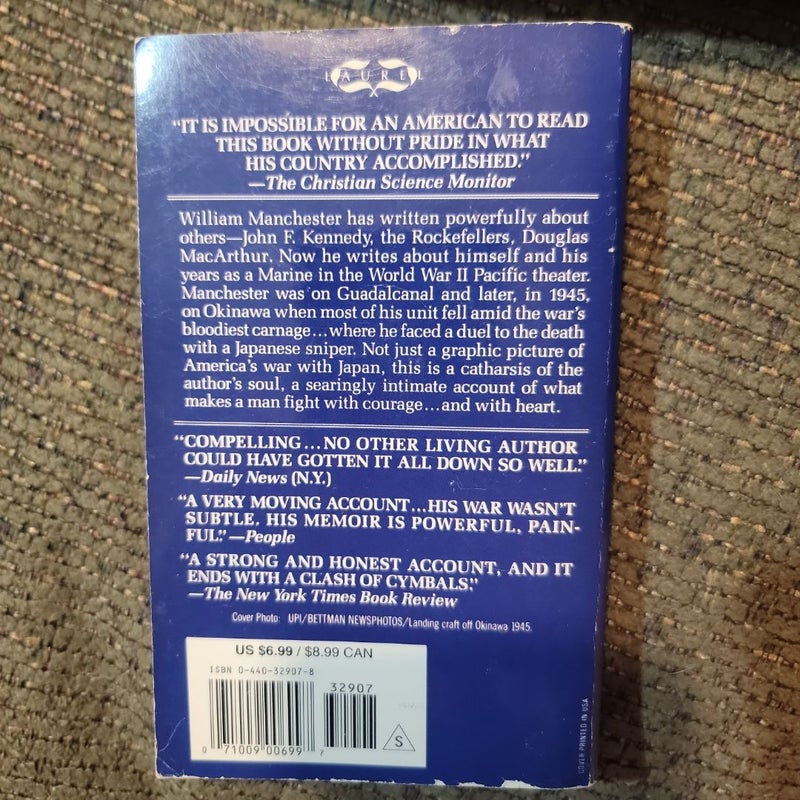 LAUREL
“IT IS IMPOSSIBLE FOR AN AMERICAN TO READ
THIS BOOK WITHOUT PRIDE IN WHAT
HIS COUNTRY ACCOMPLISHED.”
—The Christian Science Monitor
William Manchester has written powerfully about
others—John F. Kennedy, the Rockefellers, Douglas
MacArthur. Now he writes about himself and his
years as a Marine in the World War II Pacific theater.
Manchester was on Guadalcanal and later, in 1945,
on Okinawa when most of his unit fell amid the war's
bloodiest carnage...where he faced a duel to the death
with a Japanese sniper. Not just a graphic picture of
America's war with Japan, this is a catharsis of the
author's soul, a searingly intimate account of what
makes a man fight with courage...and with heart.
“COMPELLING...NO OTHER LIVING AUTHOR
COULD HAVE GOTTEN IT ALL DOWN SO WELL.”
—Daily News (N.Y.)
“A VERY MOVING ACCOUNT...HIS WAR WASN'T
SUBTLE. HIS MEMOIR IS POWERFUL, PAIN-
FUL.” —People
“A STRONG AND HONEST ACCOUNT, AND IT
ENDS WITH A CLASH OF CYMBALS.”
—The New York Times Book Review
Cover Photo: UPI/BETTMAN NEWSPHOTOS/Landing craft off Okinawa 1945.
US $6.99 / $8.99 CAN
ISBN 0-440-32907-8
32907
0 71009 00699 7
S
COVER PRINTED IN USA